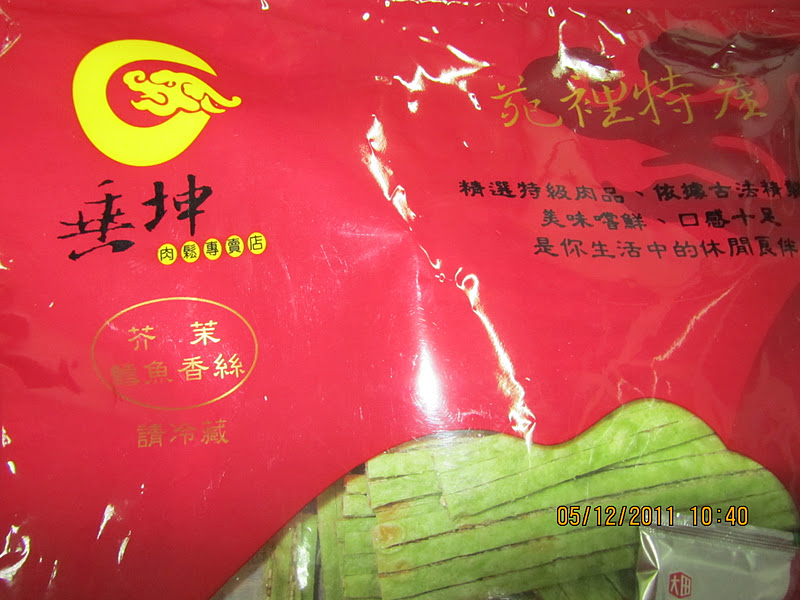 垂坤
肉鬆專賣店
芥茉
鱈魚香絲
請冷藏
苑裡特產
精選特級肉品、依據古法精製
美味嚐鮮、口感十足
是你生活中的休閒良伴
05/12/2011 10:40
大田